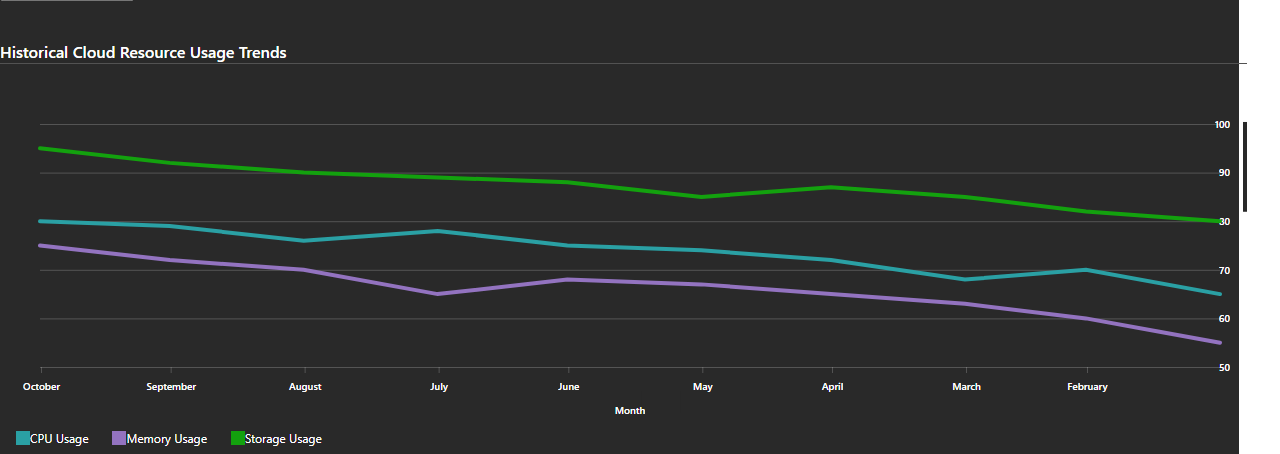 Historical Cloud Resource Usage Trends
100
90
30
70
60
50
October September August July June May April March February
Month
CPU Usage Memory Usage Storage Usage